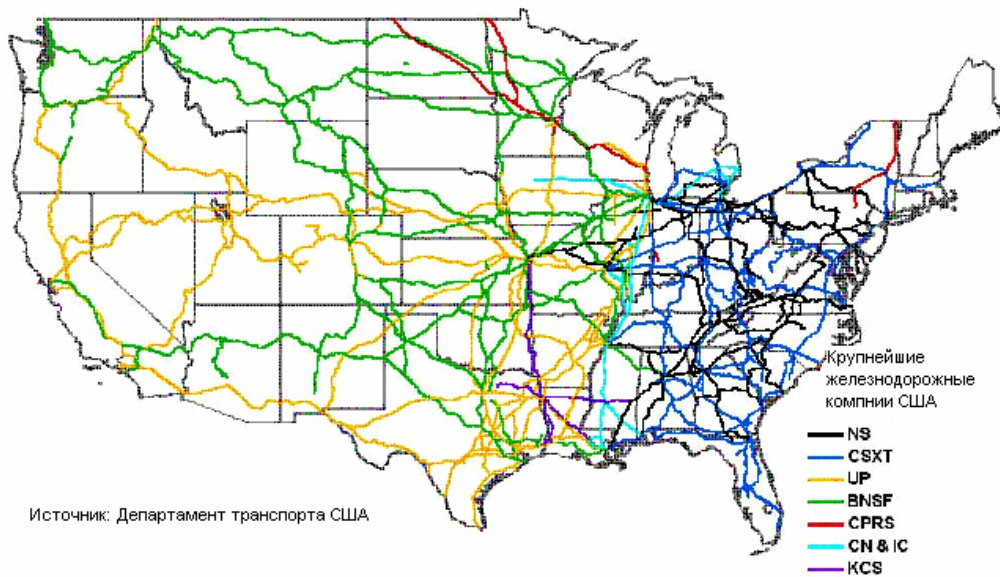 Крупнейшие
железнодорожные
компнии США
NS
CSXT
UP
BNSF
CPRS
CN & IC
KCS
Источник: Департамент транспорта США